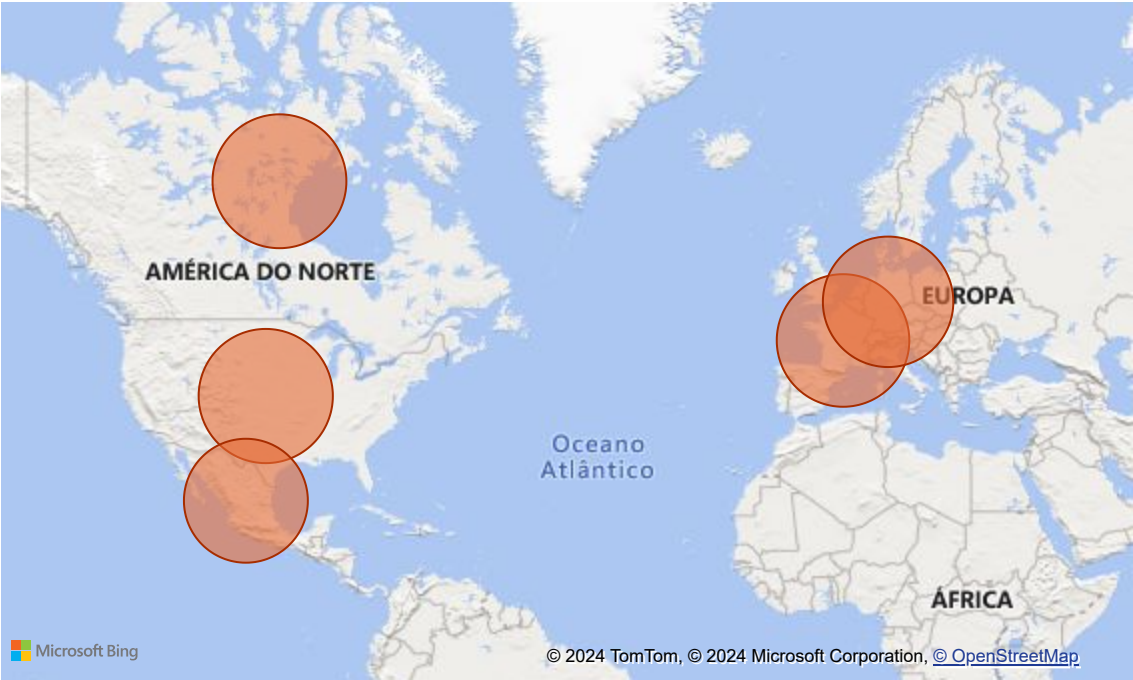 AMÉRICA DO NORTE
EUROPA
Oceano
Atlântico
ÁFRICA
Microsoft Bing
© 2024 TomTom, © 2024 Microsoft Corporation, © OpenStreetMap